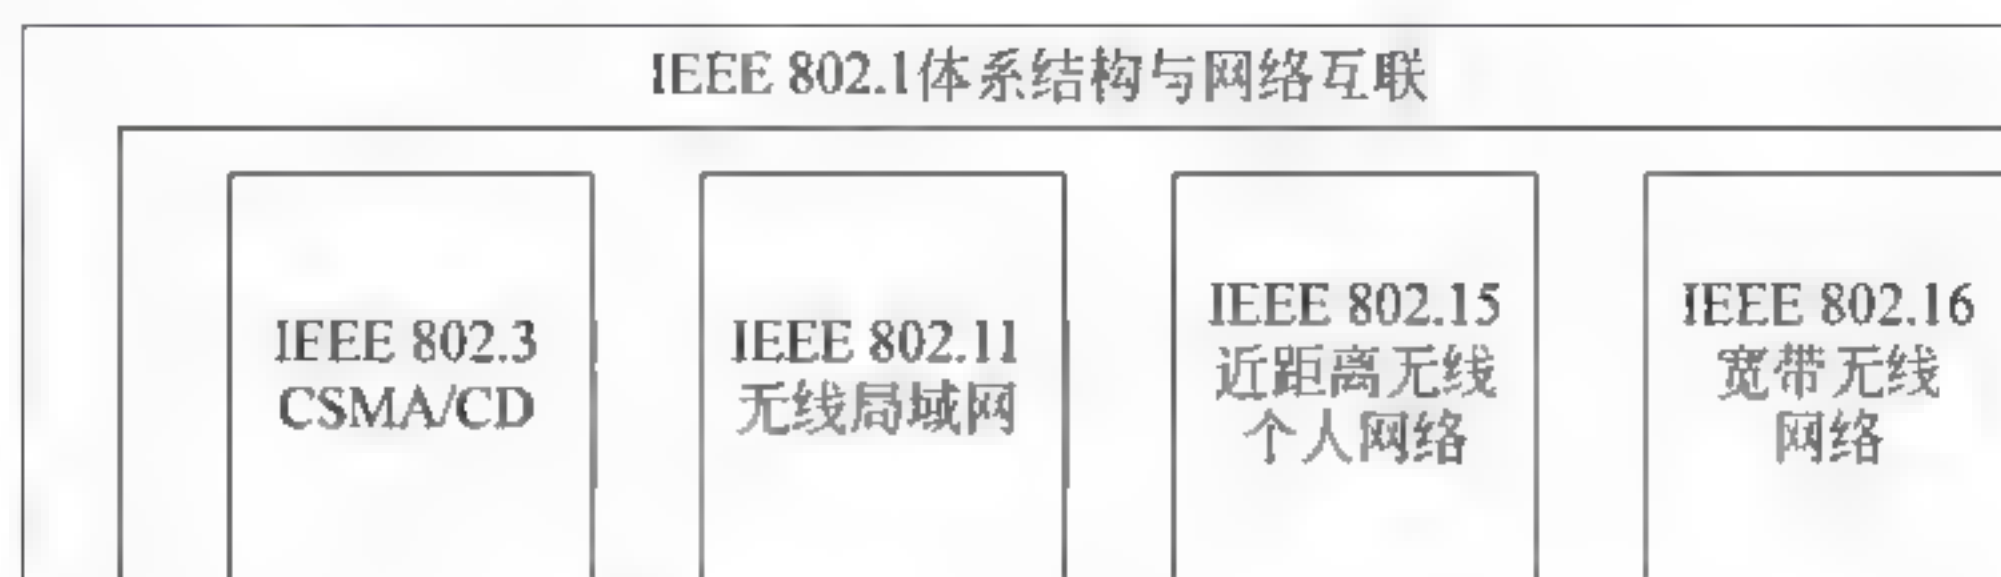 IEEE 802.1体系结构与网络互联
IEEE 802.3
CSMA/CD
IEEE 802.11
无线局域网
IEEE 802.15
近距离无线
个人网络
IEEE 802.16
宽带无线
网络